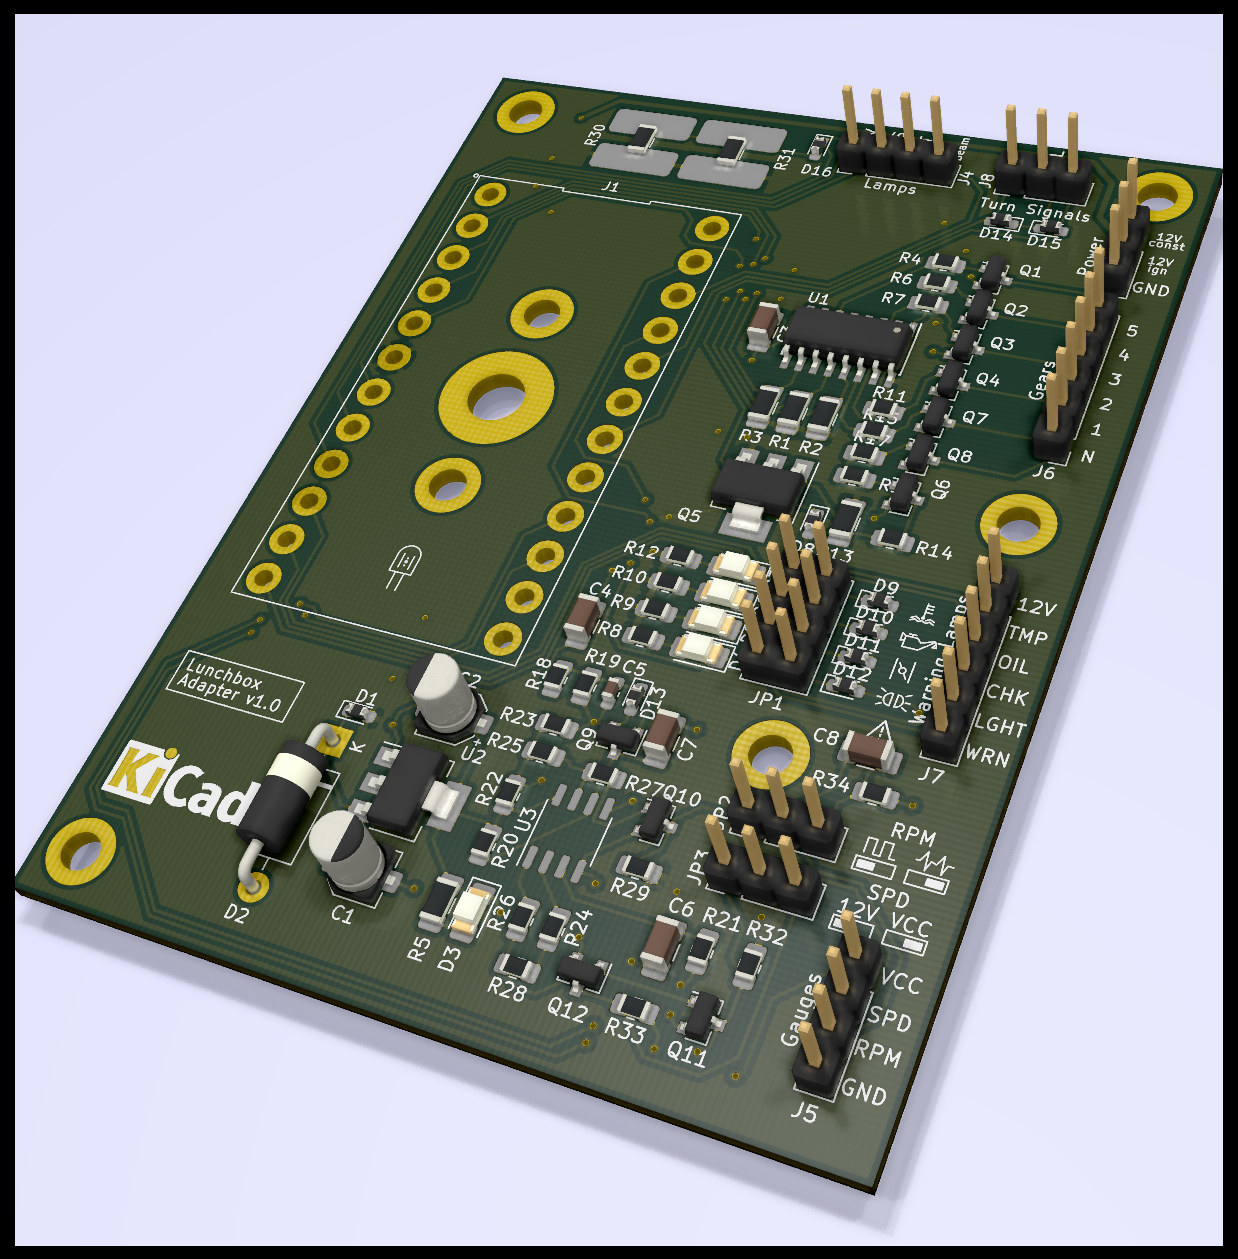 R30
R31
D16
Lamps
J4
J8
J1
Turn Signals
D14
D15
Power
12V
const
12V
ign
GND
R4
R6
R7
Q1
Q2
Q3
Q4
Q7
Q8
Q6
U1
5
4
3
2
1
N
Gears
J6
R11
R3
R1
R2
Q5
R14
R12
R10
R9
R8
C4
D9
D10
D11
D12
JP1
12V
TMP
OIL
CHK
LGHT
WRN
J7
Lunchbox
Adapter v1.0
D1
K
KiCad
D2
C1
C2
U2
R18
R19
C5
D13
R23
R25
Q9
C7
R22
R27
Q10
U3
R20
R29
C8
R34
JP2
JP3
RPM
SPD
12V
VCC
R5
D3
R26
R24
R28
Q12
R33
Q11
C6
R21
R32
Gauges
VCC
SPD
RPM
GND
J5